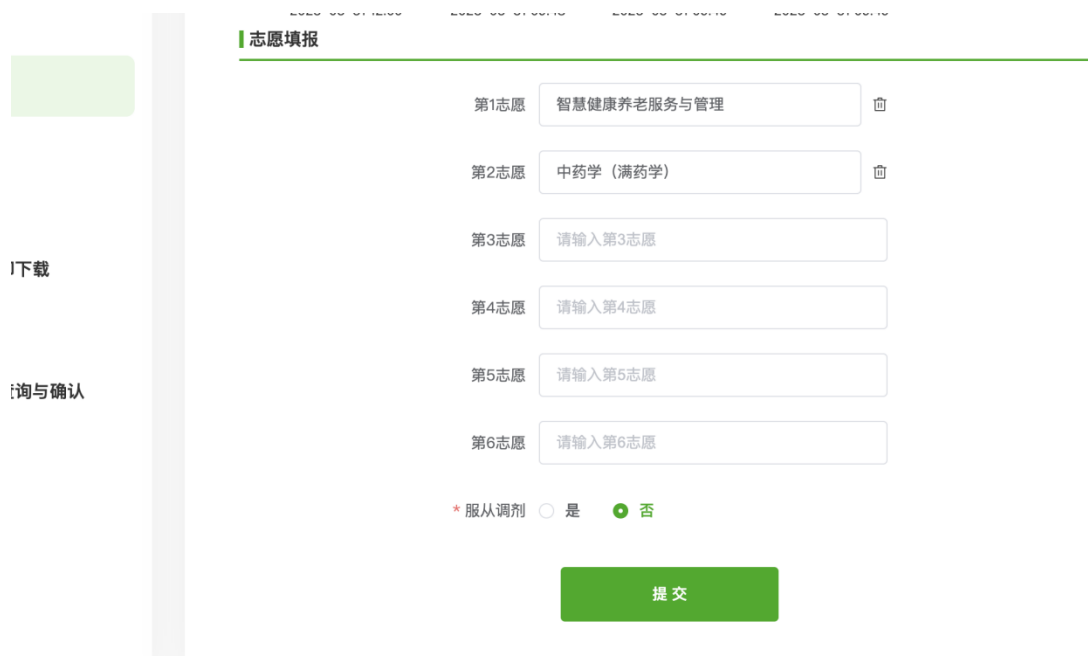 志愿填报
第1志愿 智慧健康养老服务与管理
第2志愿 中药学（满药学）
第3志愿 请输入第3志愿
第4志愿 请输入第4志愿
下载
第5志愿 请输入第5志愿
询与确认
第6志愿 请输入第6志愿
* 服从调剂 是 否
提交